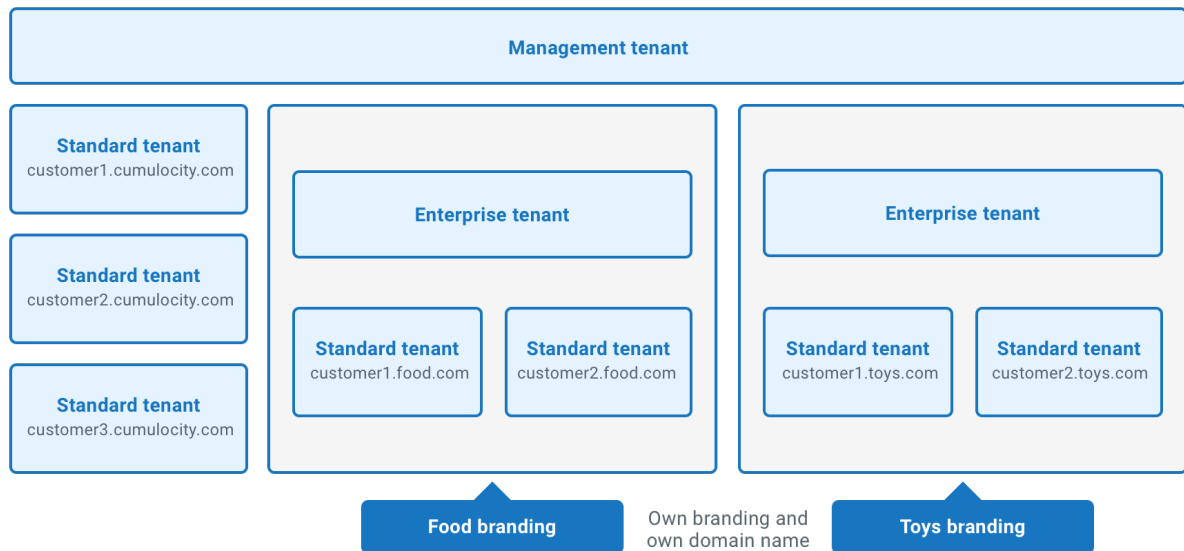 Management tenant
Standard tenant
customer1.cumulocity.com
Standard tenant
customer2.cumulocity.com
Standard tenant
customer3.cumulocity.com
Enterprise tenant
Standard tenant
customer1.food.com
Standard tenant
customer2.food.com
Enterprise tenant
Standard tenant
customer1.toys.com
Standard tenant
customer2.toys.com
Food branding
Own branding and
own domain name
Toys branding